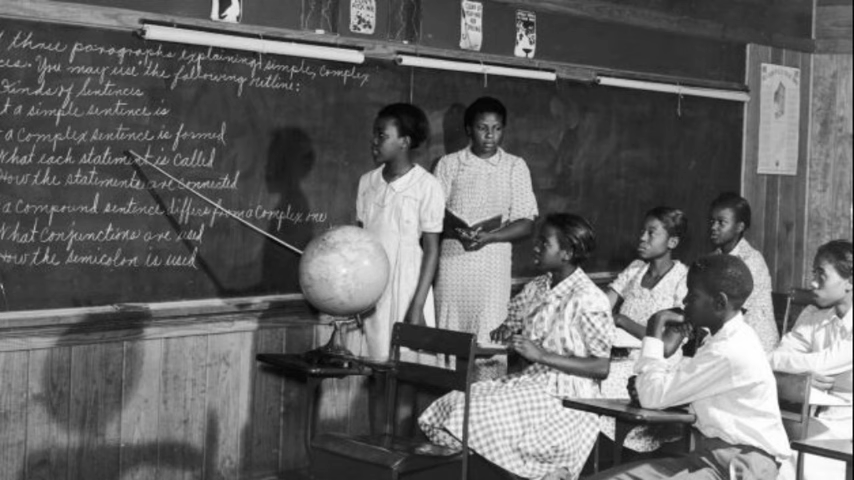 three paragraphs explaining simple, complex
You may use the following outline:
Kinds of Sentences
a simple sentence is
a Complex sentence is formed
What each statement is Called
How the statements are connected
a compound sentence differs from a Complex one
What Conjunctions are used
How the semicolon is used